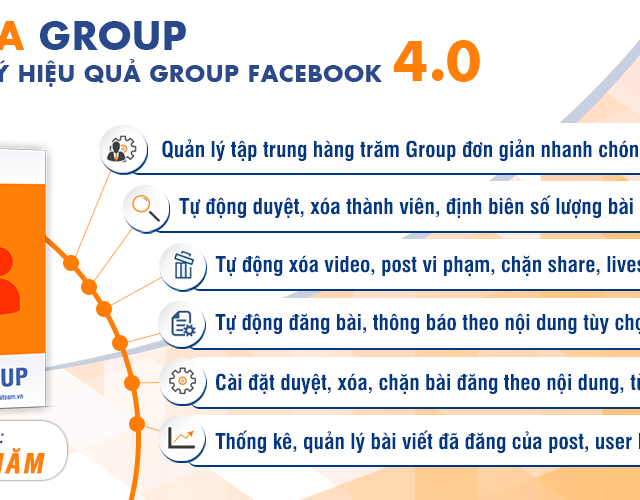 A GROUP
Ý HIỆU QUẢ GROUP FACEBOOK 4.0
Quản lý tập trung hàng trăm Group đơn giản nhanh chón
Tự động duyệt, xóa thành viên, định biên số lượng bài
Tự động xóa video, post vi phạm, chặn share, lives
Tự động đăng bài, thông báo theo nội dung tùy chọ
Cài đặt duyệt, xóa, chặn bài đăng theo nội dung, từ
Thống kê, quản lý bài viết đã đăng của post, user
UP
ateam.vn
NĂM